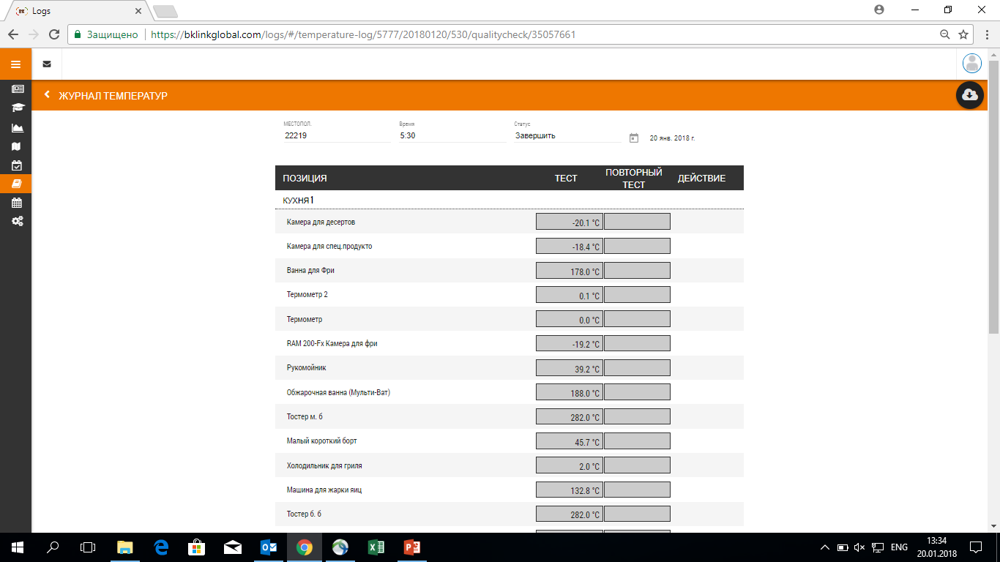 Logs
Защищено https://bklinkglobal.com/logs/#/temperature-log/5777/20180120/530/qualitycheck/35057661
ЖУРНАЛ ТЕМПЕРАТУР
МЕСТОПОЛ. Время Статус
22219 5:30 Завершить 20 янв. 2018 г.
ПОЗИЦИЯ ТЕСТ ПОВТОРНЫЙ ТЕСТ ДЕЙСТВИЕ
КУХНЯ1
Камера для десертов -20.1 °C
Камера для спец.продукто -18.4 °C
Ванна для Фри 178.0 °C
Термометр 2 0.1 °C
Термометр 0.0 °C
RAM 200-Fx Камера для фри -19.2 °C
Рукомойник 39.2 °C
Обжарочная ванна (Мульти-Ват) 188.0 °C
Тостер м. б 282.0 °C
Малый короткий борт 45.7 °C
Холодильник для гриля 2.0 °C
Машина для жарки яиц 132.8 °C
Тостер б. б 282.0 °C
ENG 13:34
20.01.2018